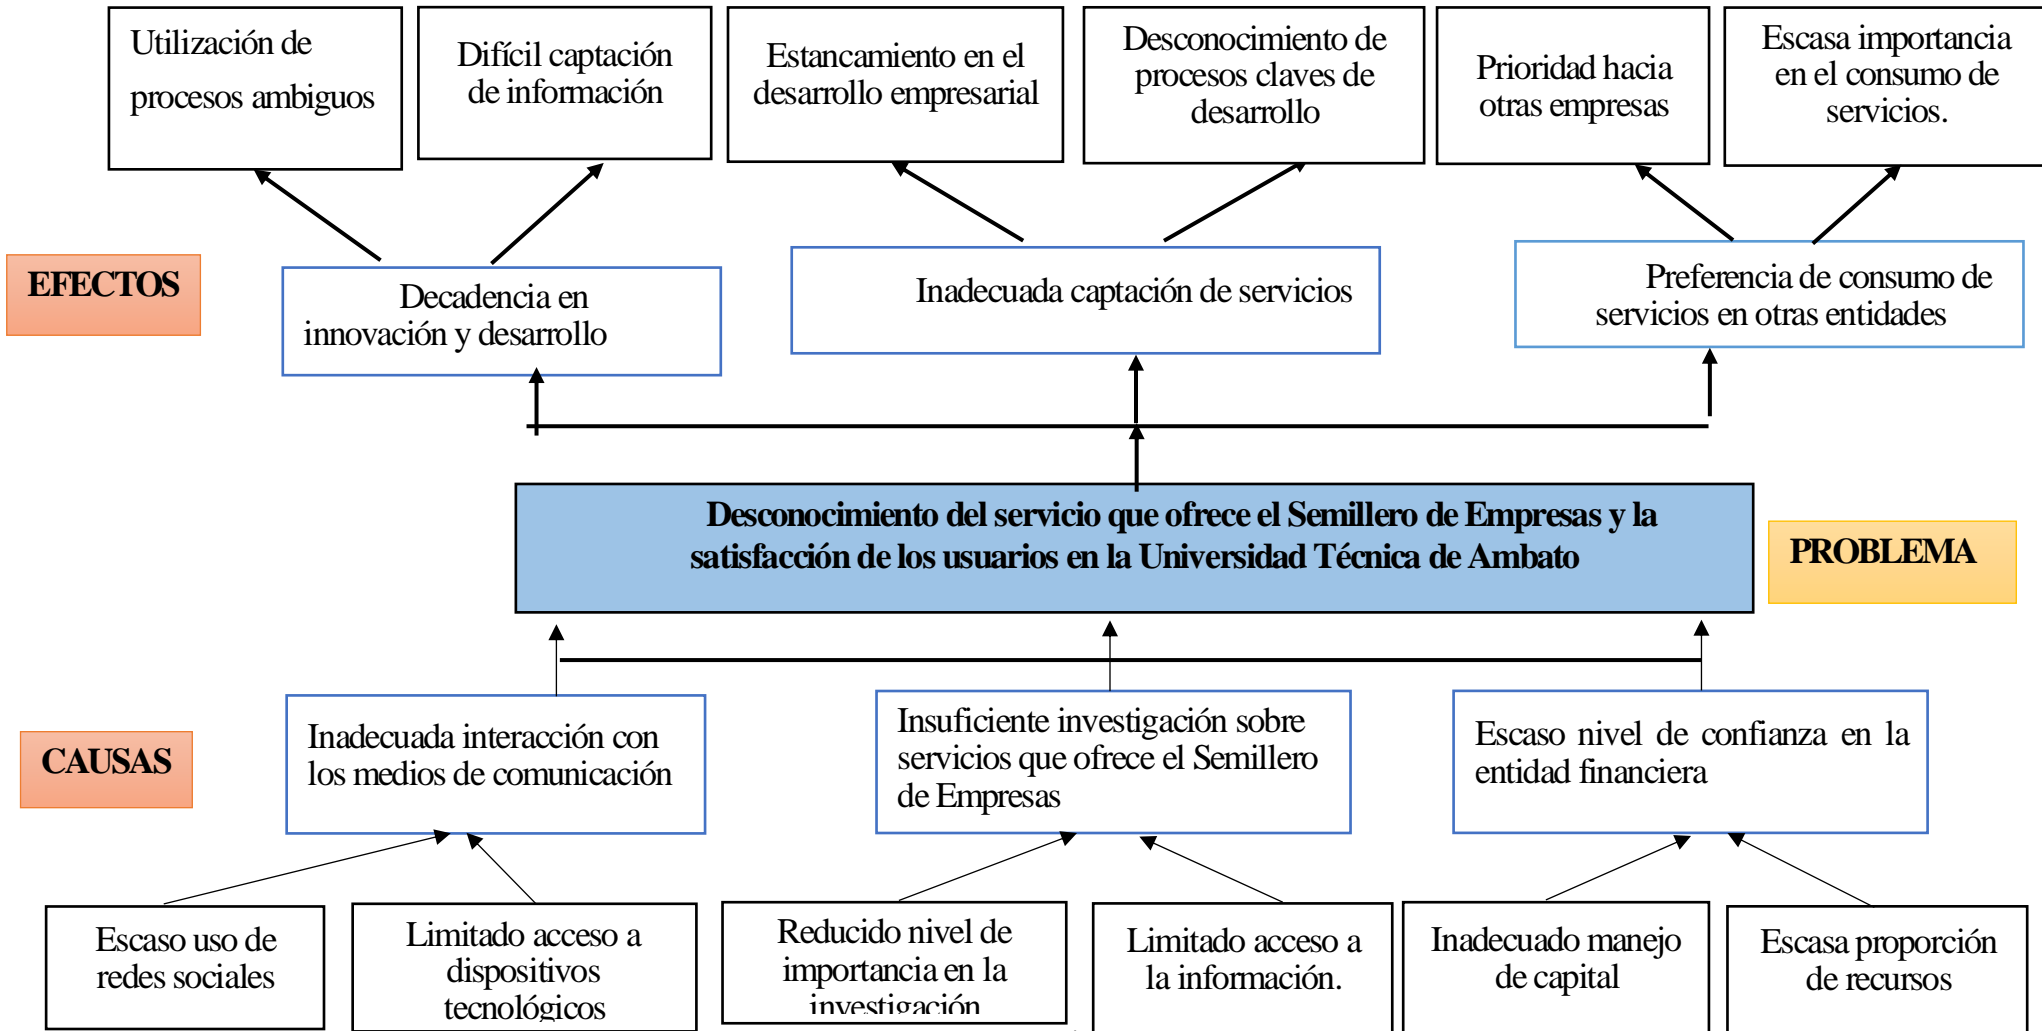 Utilización de
procesos ambiguos
Difícil captación
de información
Estancamiento en el
desarrollo empresarial
Desconocimiento de
procesos claves de
desarrollo
Prioridad hacia
otras empresas
Escasa importancia
en el consumo de
servicios.
EFECTOS
Decadencia en
innovación y desarrollo
Inadecuada captación de servicios
Preferencia de consumo de
servicios en otras entidades
Desconocimiento del servicio que ofrece el Semillero de Empresas y la
satisfacción de los usuarios en la Universidad Técnica de Ambato
PROBLEMA
CAUSAS
Inadecuada interacción con
los medios de comunicación
Insuficiente investigación sobre
servicios que ofrece el Semillero
de Empresas
Escaso nivel de confianza en la
entidad financiera
Escaso uso de
redes sociales
Limitado acceso a
dispositivos
tecnológicos
Reducido nivel de
importancia en la
investigación
Limitado acceso a
la información.
Inadecuado manejo
de capital
Escasa proporción
de recursos